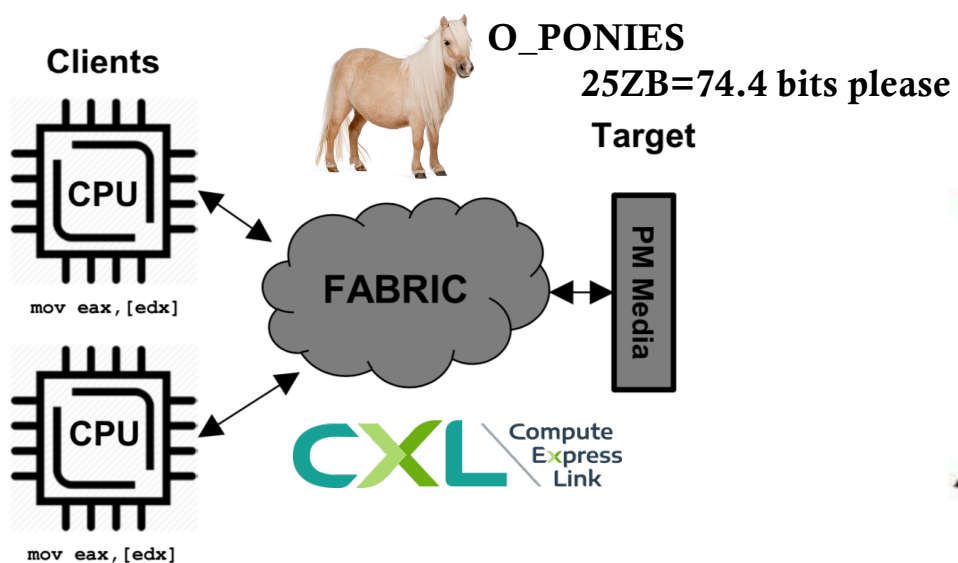 O_PONIES
25ZB=74.4 bits please
Clients
Target
CPU
mov eax,[edx]
FABRIC
PM Media
CPU
mov eax,[edx]
CXL
Compute
Express
Link